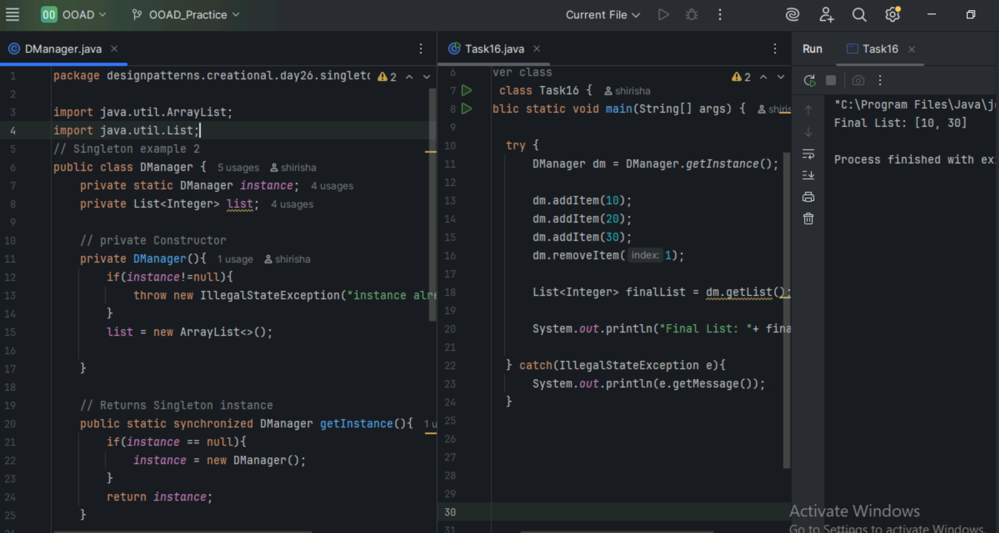 OO OOAD OOAD_Practice Current File
DManager.java
1 package designpatterns.creational.day26.singleto 2
2
3 import java.util.ArrayList;
4 import java.util.List;
5 // Singleton example 2
6 public class DManager { 5 usages shirisha
7 private static DManager instance; 4 usages
8 private List<Integer> list; 4 usages
9
10 // private Constructor
11 private DManager(){ 1 usage shirisha
12 if(instance!=null){
13 throw new IllegalStateException("instance alre
14 }
15 list = new ArrayList<>();
16
17 }
18
19 // Returns Singleton instance
20 public static synchronized DManager getInstance(){ 1 u
21 if(instance == null){
22 instance = new DManager();
23 }
24 return instance;
25 }
Task16.java
6 ver class 2
7 class Task16 { shirisha
8 blic static void main(String[] args) { shiris
9
10 try {
11 DManager dm = DManager.getInstance();
12
13 dm.addItem(10);
14 dm.addItem(20);
15 dm.addItem(30);
16 dm.removeItem( index: 1);
17
18 List<Integer> finalList = dm.getList();
19
20 System.out.println("Final List: "+ fina
21
22 } catch(IllegalStateException e){
23 System.out.println(e.getMessage());
24 }
25
26
27
28
29
30
31
Run Task16
"C:\Program Files\Java\j
Final List: [10, 30]
Process finished with ex
Activate Windows
Go to Settings to activate Windows.